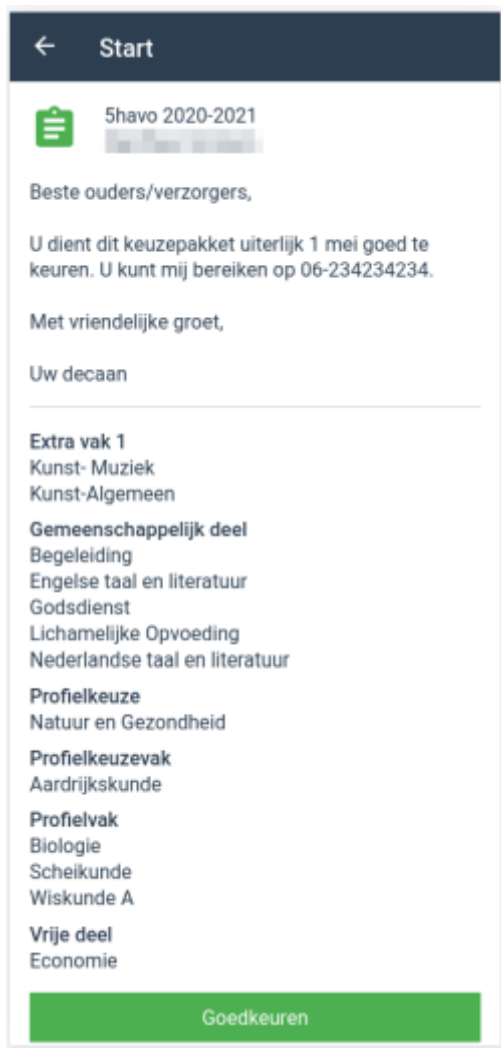 Start
5havo 2020-2021
Beste ouders/verzorgers,
U dient dit keuzepakket uiterlijk 1 mei goed te
keuren. U kunt mij bereiken op 06-234234234.
Met vriendelijke groet,
Uw decaan
Extra vak 1
Kunst- Muziek
Kunst-Algemeen
Gemeenschappelijk deel
Begeleiding
Engelse taal en literatuur
Godsdienst
Lichamelijke Opvoeding
Nederlandse taal en literatuur
Profielkeuze
Natuur en Gezondheid
Profielkeuzevak
Aardrijkskunde
Profielvak
Biologie
Scheikunde
Wiskunde A
Vrije deel
Economie
Goedkeuren